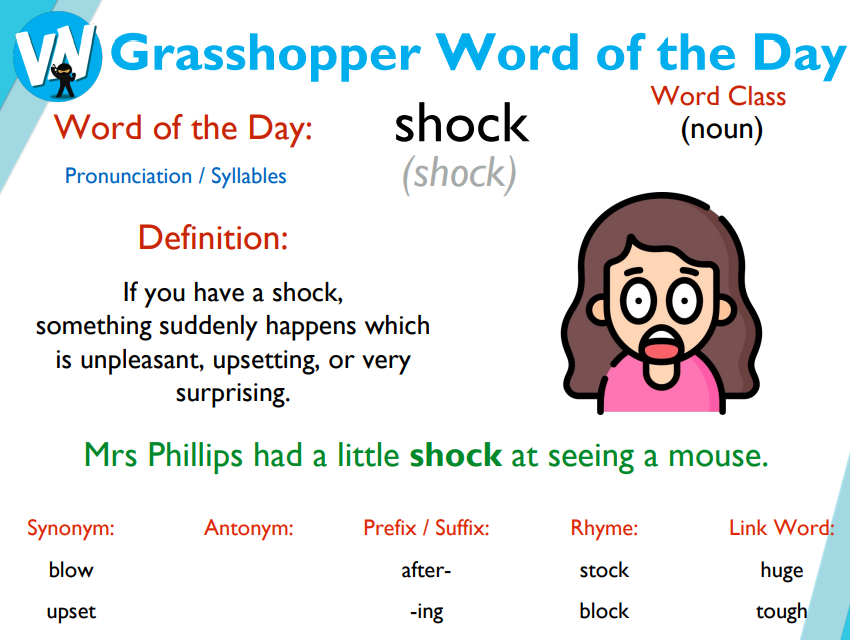 VN Grasshopper Word of the Day
Word Class
Word of the Day: shock (noun)
Pronunciation / Syllables (shock)
Definition:
If you have a shock,
something suddenly happens which
is unpleasant, upsetting, or very
surprising.
Mrs Phillips had a little shock at seeing a mouse.
Synonym: Antonym: Prefix / Suffix: Rhyme: Link Word:
blow after- stock huge
upset -ing block tough